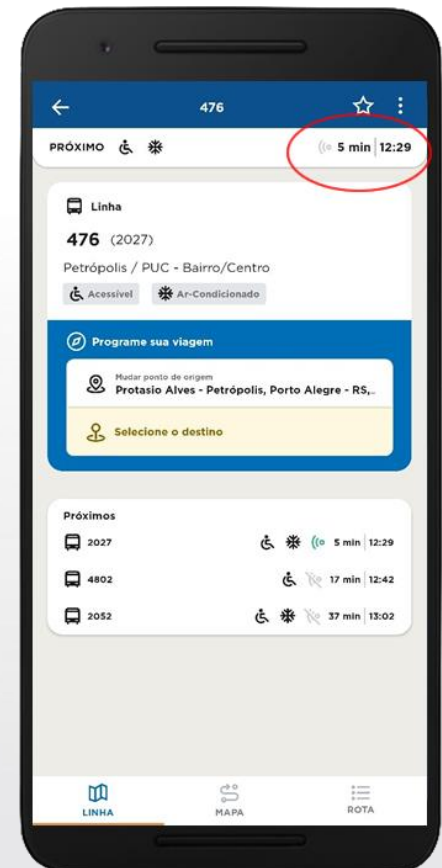 476
PRÓXIMO 5 min | 12:29
Linha
476 (2027)
Petrópolis / PUC - Bairro/Centro
Acessível Ar-Condicionado
Programe sua viagem
Mudar ponto de origem
Protasio Alves - Petrópolis, Porto Alegre - RS,..
Selecione o destino
Próximos
2027 5 min | 12:29
4802 17 min | 12:42
2052 37 min | 13:02
LINHA MAPA ROTA